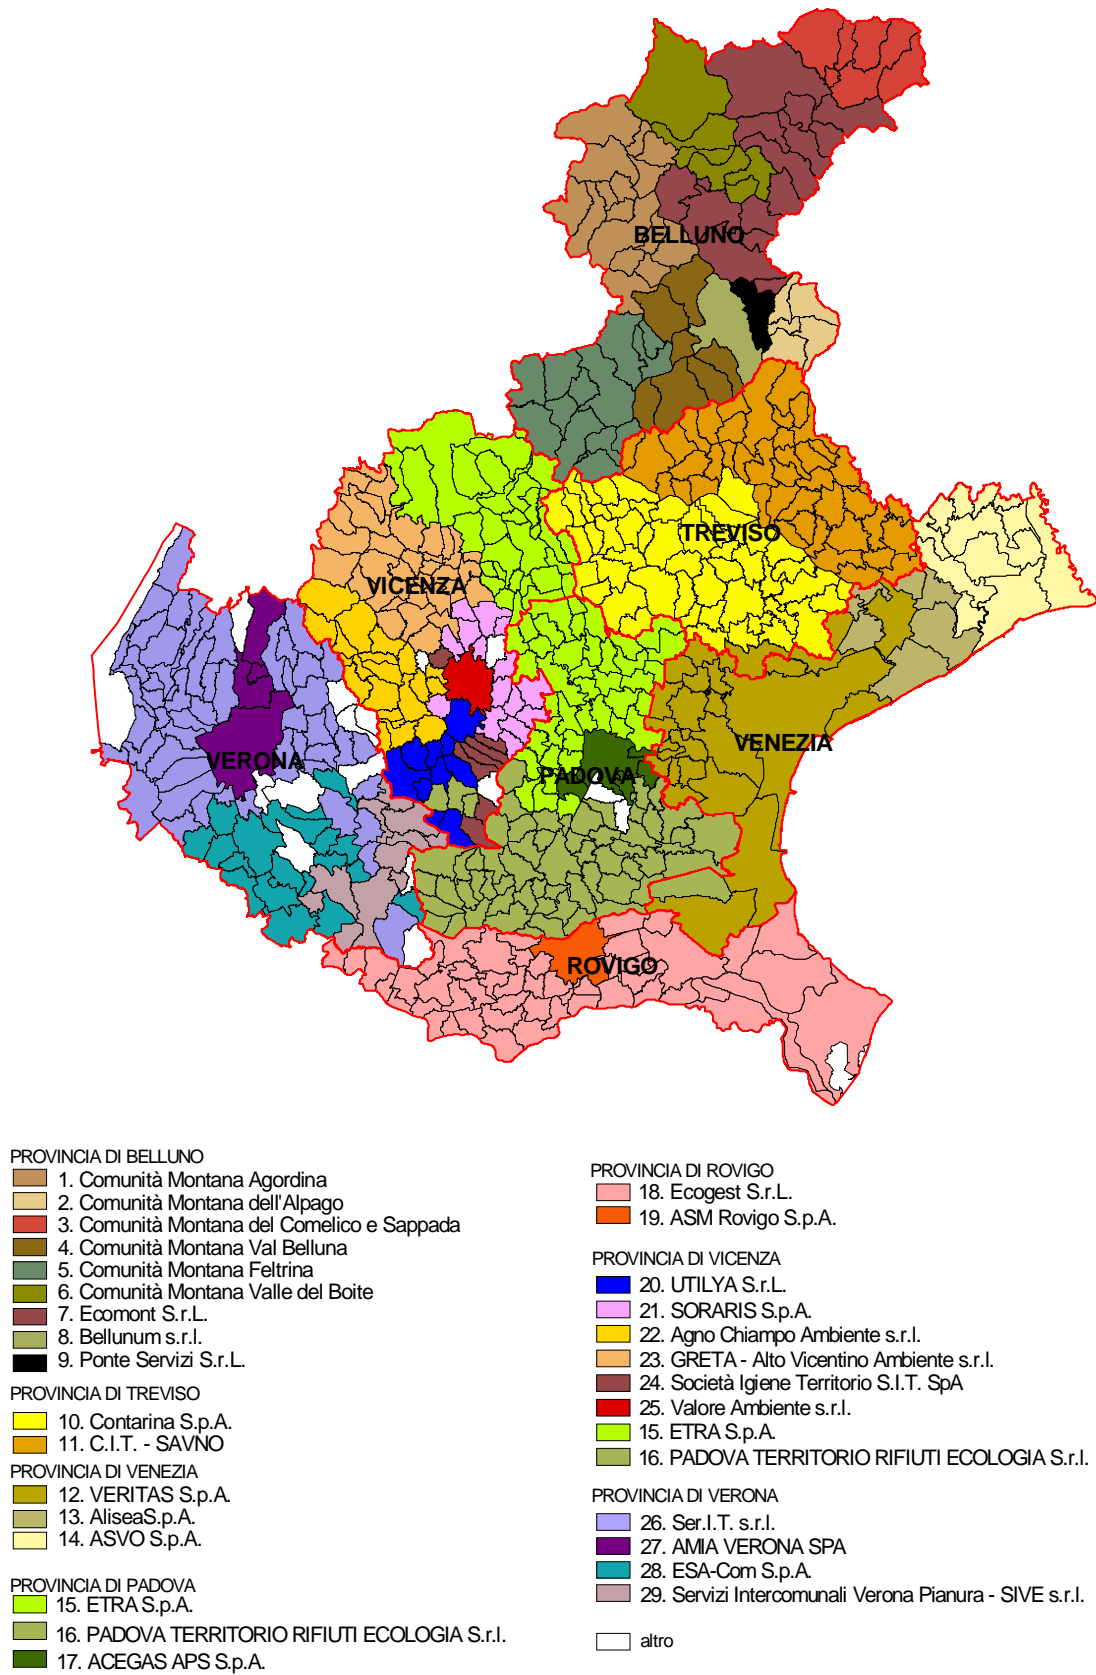 BELLUNO
TREVISO
VICENZA
VENEZIA
VERONA
PADOVA
ROVIGO
PROVINCIA DI BELLUNO
1. Comunità Montana Agordina
2. Comunità Montana dell'Alpago
3. Comunità Montana del Comelico e Sappada
4. Comunità Montana Val Belluna
5. Comunità Montana Feltrina
6. Comunità Montana Valle del Boite
7. Ecomont S.r.L.
8. Bellunum s.r.l.
9. Ponte Servizi S.r.L.
PROVINCIA DI TREVISO
10. Contarina S.p.A.
11. C.I.T. - SAVNO
PROVINCIA DI VENEZIA
12. VERITAS S.p.A.
13. AliseaS.p.A.
14. ASVO S.p.A.
PROVINCIA DI PADOVA
15. ETRA S.p.A.
16. PADOVA TERRITORIO RIFIUTI ECOLOGIA S.r.l.
17. ACEGAS APS S.p.A.
PROVINCIA DI ROVIGO
18. Ecogest S.r.L.
19. ASM Rovigo S.p.A.
PROVINCIA DI VICENZA
20. UTILYA S.r.L.
21. SORARIS S.p.A.
22. Agno Chiampo Ambiente s.r.l.
23. GRETA - Alto Vicentino Ambiente s.r.l.
24. Società Igiene Territorio S.I.T. SpA
25. Valore Ambiente s.r.l.
15. ETRA S.p.A.
16. PADOVA TERRITORIO RIFIUTI ECOLOGIA S.r.l.
PROVINCIA DI VERONA
26. Ser.I.T. s.r.l.
27. AMIA VERONA SPA
28. ESA-Com S.p.A.
29. Servizi Intercomunali Verona Pianura - SIVE s.r.l.
altro